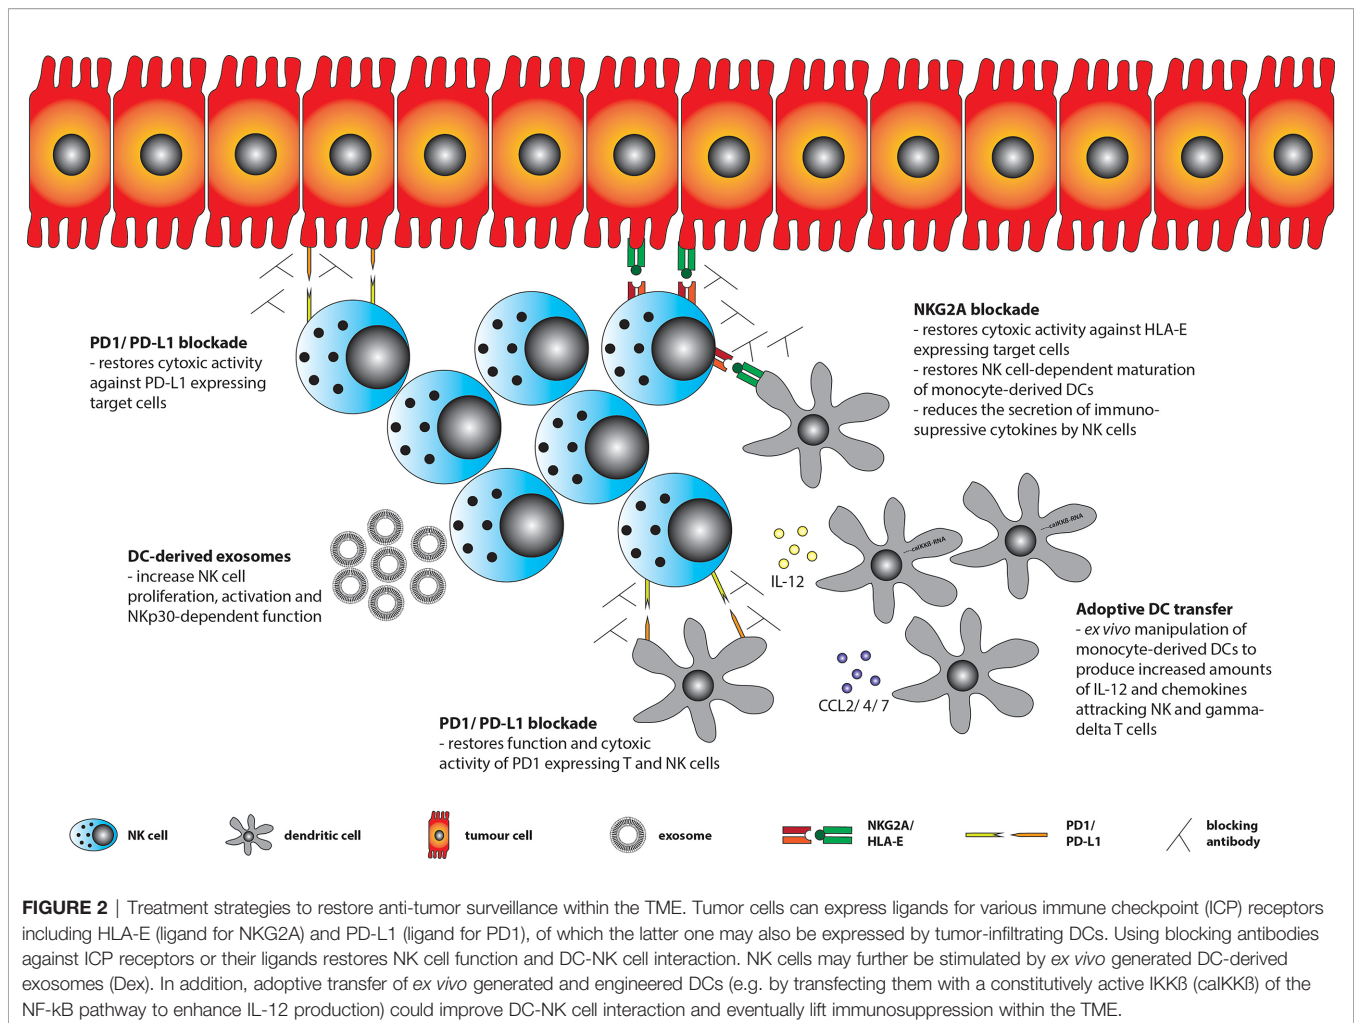 PD1/ PD-L1 blockade
- restores cytoxic activity
against PD-L1 expressing
target cells
NKG2A blockade
- restores cytoxic activity against HLA-E
expressing target cells
- restores NK cell-dependent maturation
of monocyte-derived DCs
- reduces the secretion of immuno-
supressive cytokines by NK cells
DC-derived exosomes
- increase NK cell
proliferation, activation and
NKp30-dependent function
IL-12
caIKKß-RNA
caIKKß-RNA
CCL2/ 4/ 7
Adoptive DC transfer
- ex vivo manipulation of
monocyte-derived DCs to
produce increased amounts
of IL-12 and chemokines
attracking NK and gamma-
delta T cells
PD1/ PD-L1 blockade
- restores function and cytoxic
activity of PD1 expressing T and NK cells
NK cell
dendritic cell
tumour cell
exosome
NKG2A/
HLA-E
PD1/
PD-L1
blocking
antibody
FIGURE 2 | Treatment strategies to restore anti-tumor surveillance within the TME. Tumor cells can express ligands for various immune checkpoint (ICP) receptors
including HLA-E (ligand for NKG2A) and PD-L1 (ligand for PD1), of which the latter one may also be expressed by tumor-infiltrating DCs. Using blocking antibodies
against ICP receptors or their ligands restores NK cell function and DC-NK cell interaction. NK cells may further be stimulated by ex vivo generated DC-derived
exosomes (Dex). In addition, adoptive transfer of ex vivo generated and engineered DCs (e.g. by transfecting them with a constitutively active IKKß (caIKKß) of the
NF-kB pathway to enhance IL-12 production) could improve DC-NK cell interaction and eventually lift immunosuppression within the TME.